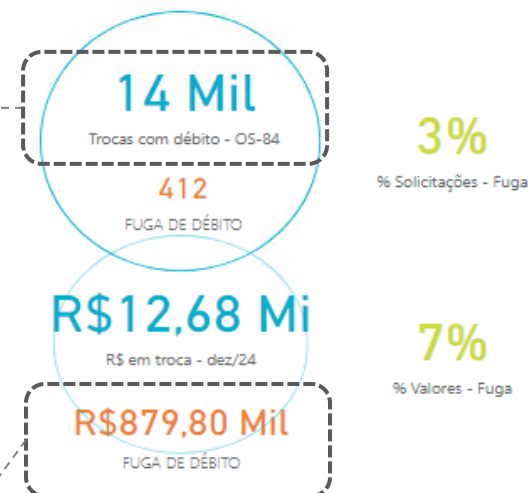 14 Mil
Trocas com débito - OS-84
3%
% Solicitações - Fuga
412
FUGA DE DÉBITO
R$12,68 Mi
R$ em troca - dez/24
7%
% Valores - Fuga
R$879,80 Mil
FUGA DE DÉBITO